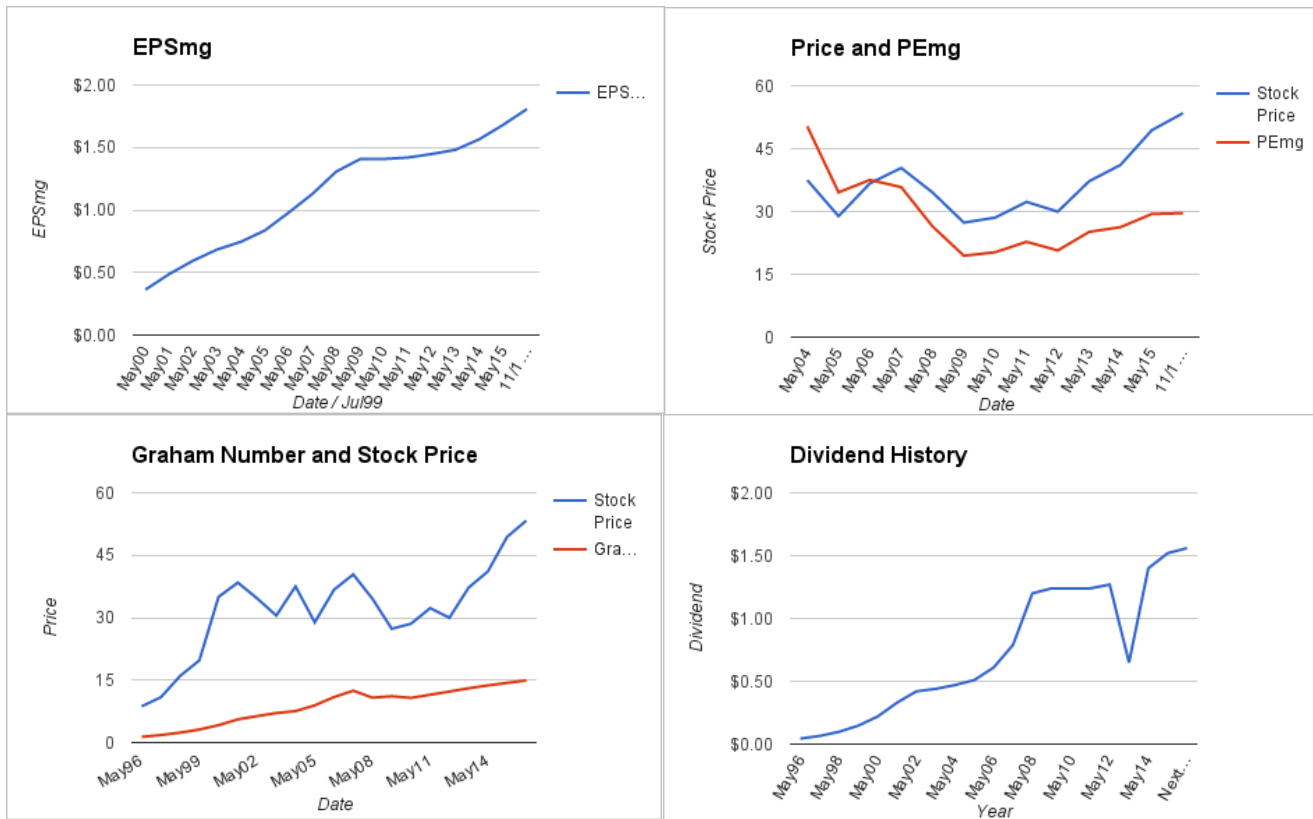 EPSmg
$2.00
$1.50
$1.00
$0.50
$0.00
EPSmg
EPS...
May00
May01
May02
May03
May04
May05
May06
May07
May08
May09
May10
May11
May12
May13
May14
May15
11/1...
Date / Jul99
Price and PEmg
60
45
30
15
0
Stock Price
Stock
Price
PEmg
May04
May05
May06
May07
May08
May09
May10
May11
May12
May13
May14
May15
11/1...
Date
Graham Number and Stock Price
60
45
30
15
0
Price
Stock
Price
Gra...
May96
May99
May02
May05
May08
May11
May14
Date
Dividend History
$2.00
$1.50
$1.00
$0.50
$0.00
Dividend
May96
May98
May00
May02
May04
May06
May08
May10
May12
May14
Next...
Year